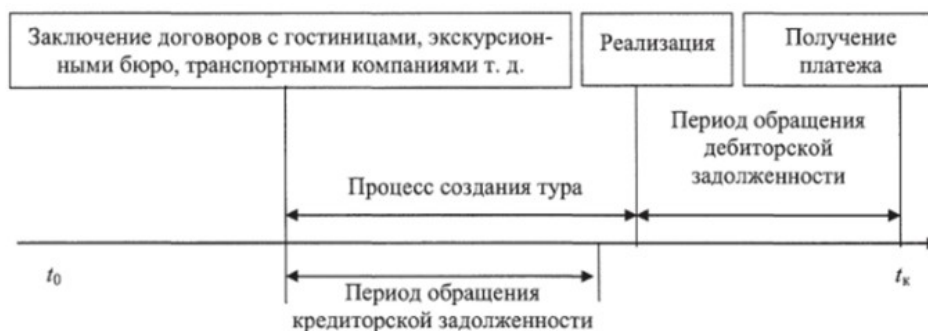 Заключение договоров с гостиницами, экскурсион-
ными бюро, транспортными компаниями т. д.
Реализация
Получение
платежа
Период обращения
дебиторской
задолженности
Процесс создания тура
t₀
tк
Период обращения
кредиторской задолженности